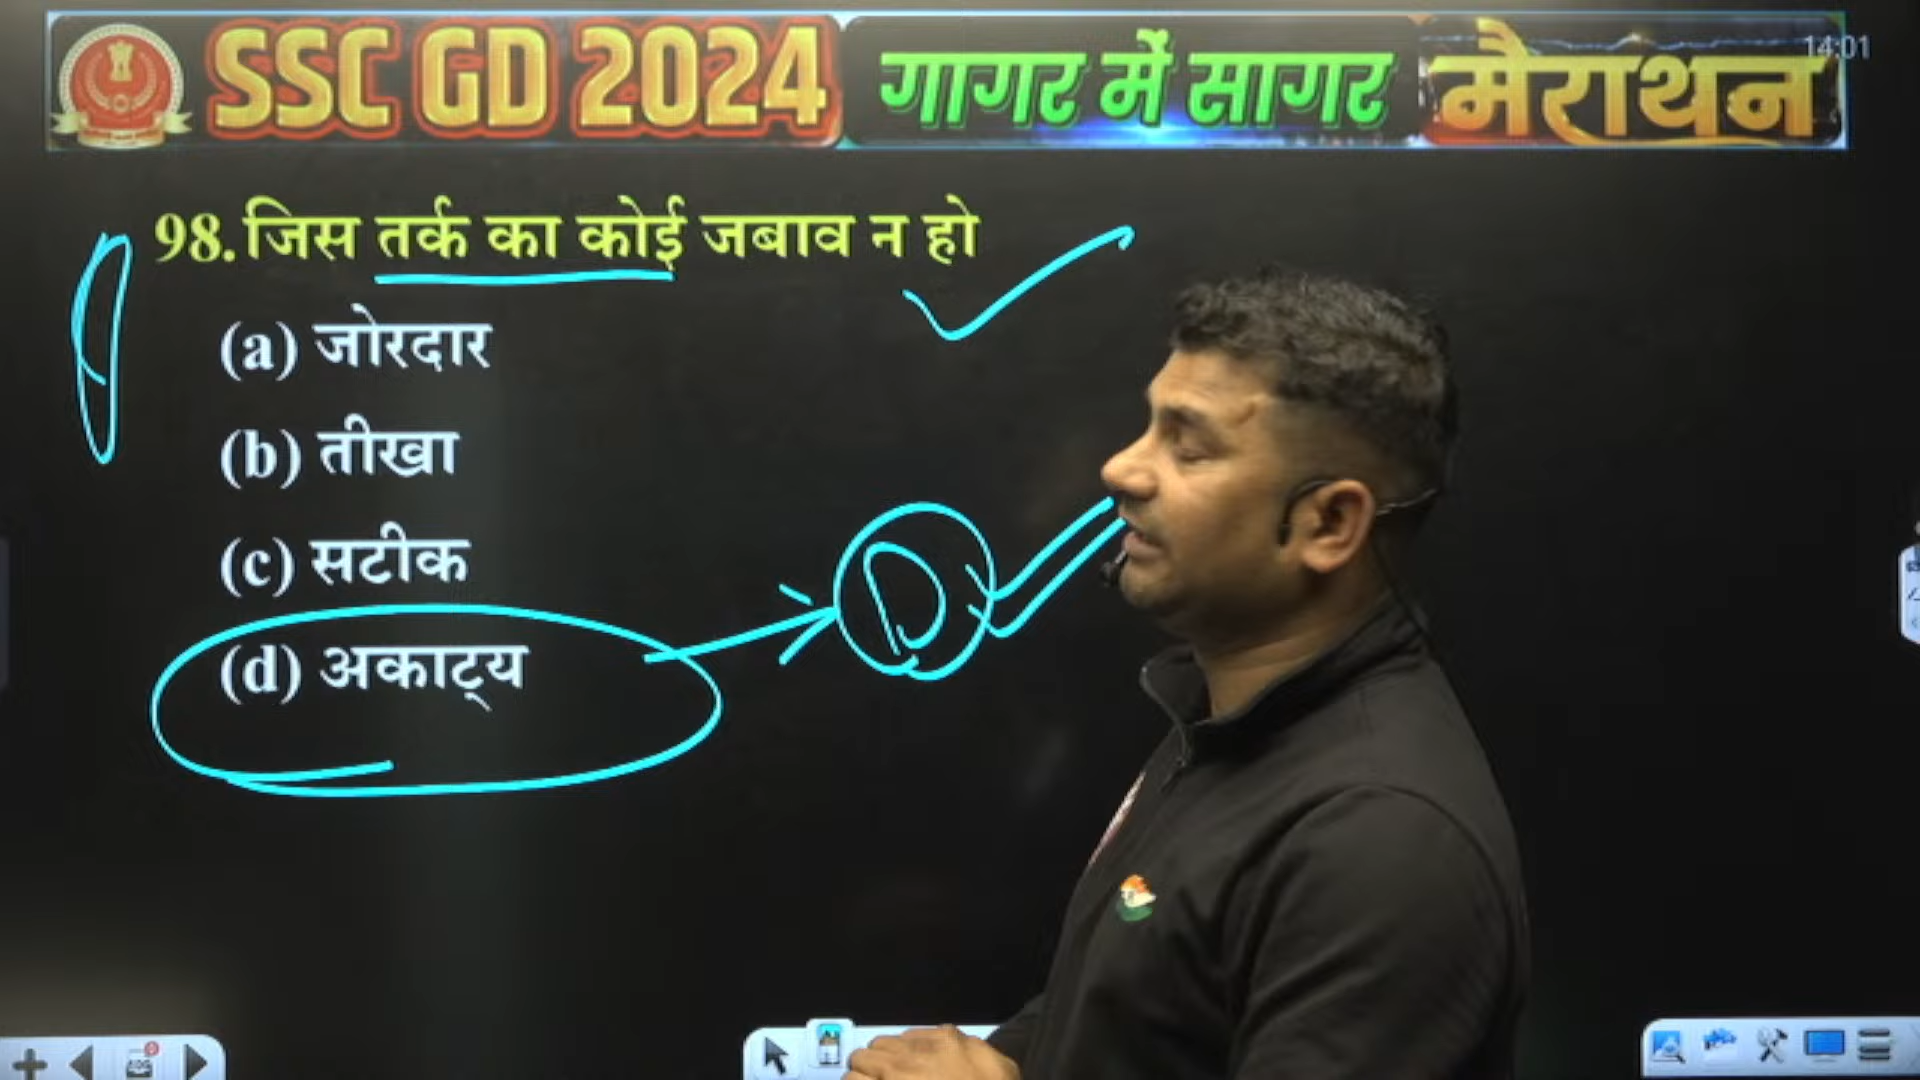 SSC GD 2024 गागर में सागर मैराथन
14:01
98. जिस तर्क का कोई जबाव न हो
(a) जोरदार
(b) तीखा
(c) सटीक
(d) अकाट्य
D